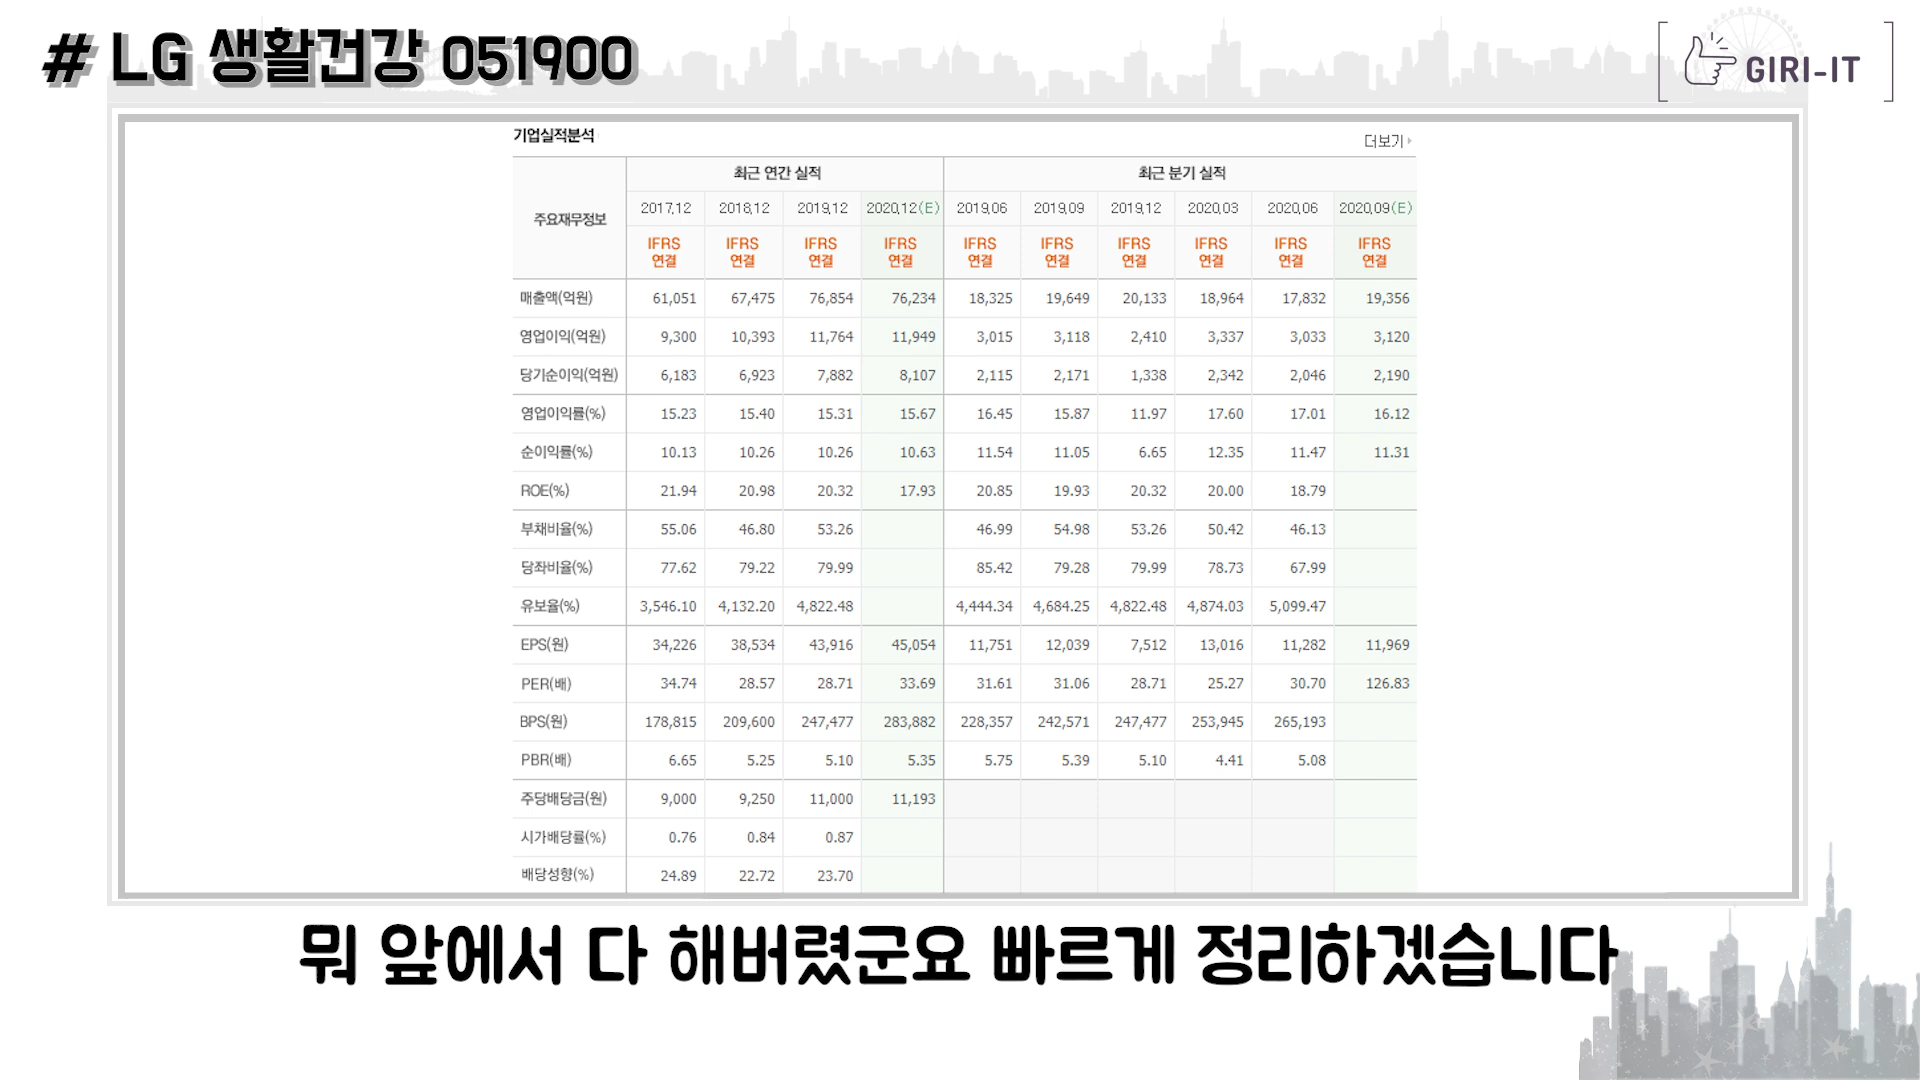 # LG 생활건강 051900
GIRI-IT
기업실적분석 더보기
주요재무정보 최근 연간 실적 최근 분기 실적
2017.12 2018.12 2019.12 2020.12(E) 2019.06 2019.09 2019.12 2020.03 2020.06 2020.09(E)
IFRS IFRS IFRS IFRS IFRS IFRS IFRS IFRS IFRS IFRS
연결 연결 연결 연결 연결 연결 연결 연결 연결 연결
매출액(억원) 61,051 67,475 76,854 76,234 18,325 19,649 20,133 18,964 17,832 19,356
영업이익(억원) 9,300 10,393 11,764 11,949 3,015 3,118 2,410 3,337 3,033 3,120
당기순이익(억원) 6,183 6,923 7,882 8,107 2,115 2,171 1,338 2,342 2,046 2,190
영업이익률(%) 15.23 15.40 15.31 15.67 16.45 15.87 11.97 17.60 17.01 16.12
순이익률(%) 10.13 10.26 10.26 10.63 11.54 11.05 6.65 12.35 11.47 11.31
ROE(%) 21.94 20.98 20.32 17.93 20.85 19.93 20.32 20.00 18.79
부채비율(%) 55.06 46.80 53.26 46.99 54.98 53.26 50.42 46.13
당좌비율(%) 77.62 79.22 79.99 85.42 79.28 79.99 78.73 67.99
유보율(%) 3,546.10 4,132.20 4,822.48 4,444.34 4,684.25 4,822.48 4,874.03 5,099.47
EPS(원) 34,226 38,534 43,916 45,054 11,751 12,039 7,512 13,016 11,282 11,969
PER(배) 34.74 28.57 28.71 33.69 31.61 31.06 28.71 25.27 30.70 126.83
BPS(원) 178,815 209,600 247,477 283,882 228,357 242,571 247,477 253,945 265,193
PBR(배) 6.65 5.25 5.10 5.35 5.75 5.39 5.10 4.41 5.08
주당배당금(원) 9,000 9,250 11,000 11,193
시가배당률(%) 0.76 0.84 0.87
배당성향(%) 24.89 22.72 23.70
뭐 앞에서 다 해버렸군요 빠르게 정리하겠습니다